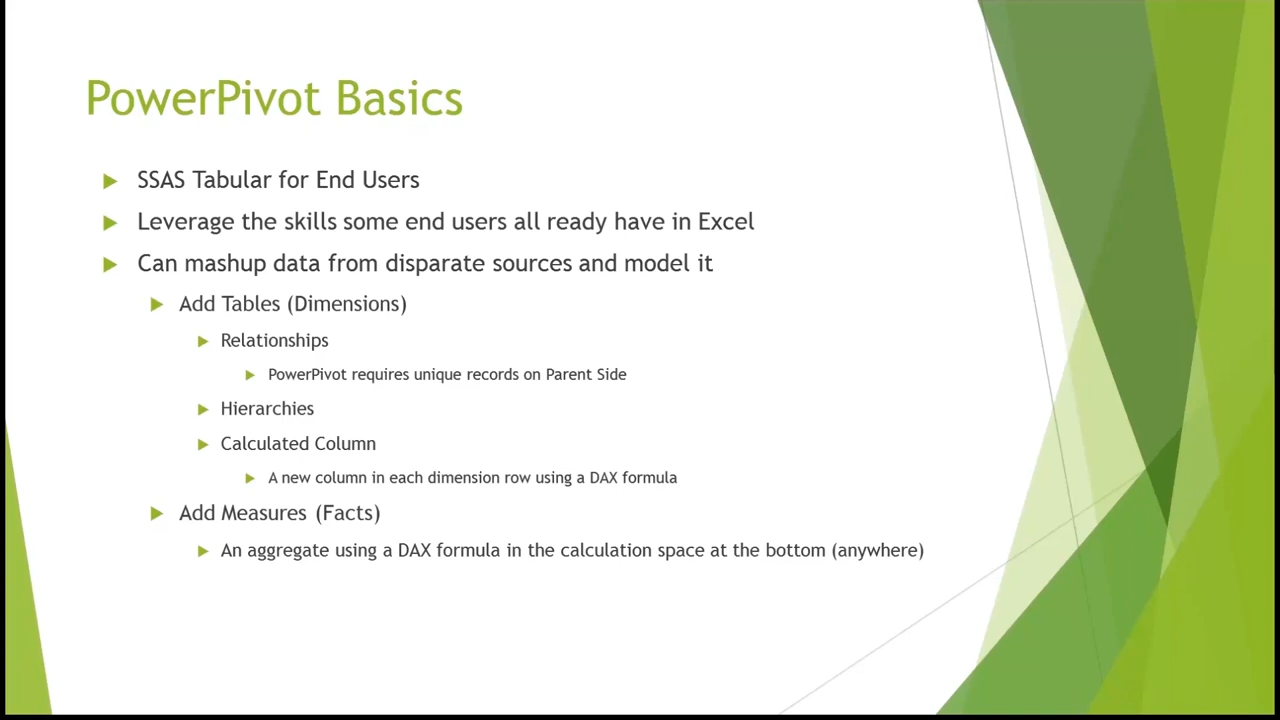 PowerPivot Basics
SSAS Tabular for End Users
Leverage the skills some end users all ready have in Excel
Can mashup data from disparate sources and model it
Add Tables (Dimensions)
Relationships
PowerPivot requires unique records on Parent Side
Hierarchies
Calculated Column
A new column in each dimension row using a DAX formula
Add Measures (Facts)
An aggregate using a DAX formula in the calculation space at the bottom (anywhere)